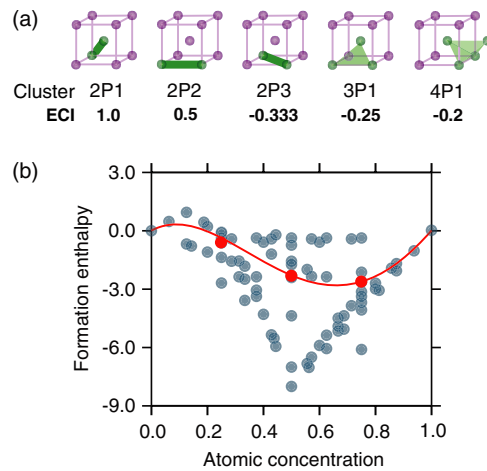 (a)
Cluster 2P1 2P2 2P3 3P1 4P1
ECI 1.0 0.5 -0.333 -0.25 -0.2
(b)
3.0
0.0
-3.0
-6.0
-9.0
Formation enthalpy
0.0 0.2 0.4 0.6 0.8 1.0
Atomic concentration